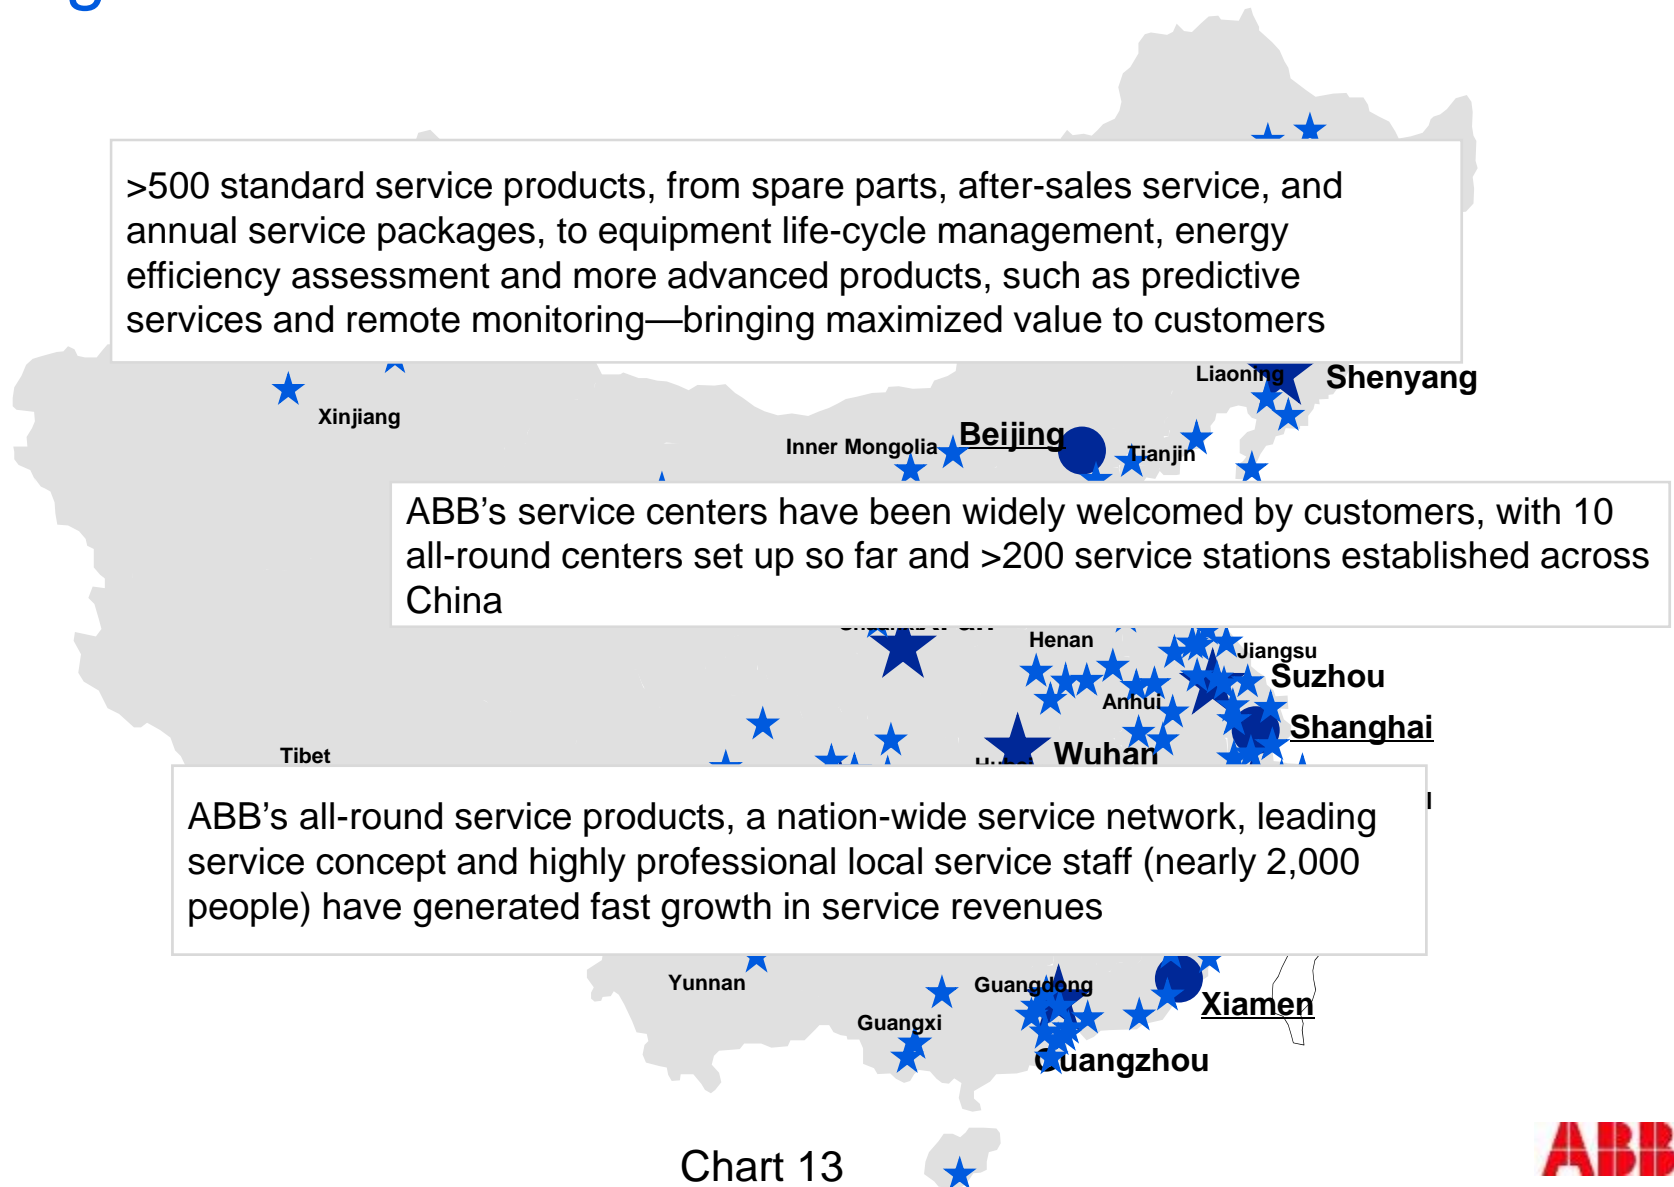 >500 standard service products, from spare parts, after-sales service, and
annual service packages, to equipment life-cycle management, energy
efficiency assessment and more advanced products, such as predictive
services and remote monitoring—bringing maximized value to customers
Liaoning
Shenyang
Xinjiang
Inner Mongolia
Beijing
Tianjin
ABB’s service centers have been widely welcomed by customers, with 10
all-round centers set up so far and >200 service stations established across
China
Henan
Jiangsu
Suzhou
Anhui
Shanghai
Tibet
Wuhan
Hubei
ABB’s all-round service products, a nation-wide service network, leading
service concept and highly professional local service staff (nearly 2,000
people) have generated fast growth in service revenues
Yunnan
Guangdong
Xiamen
Guangxi
Guangzhou
Chart 13
ABB